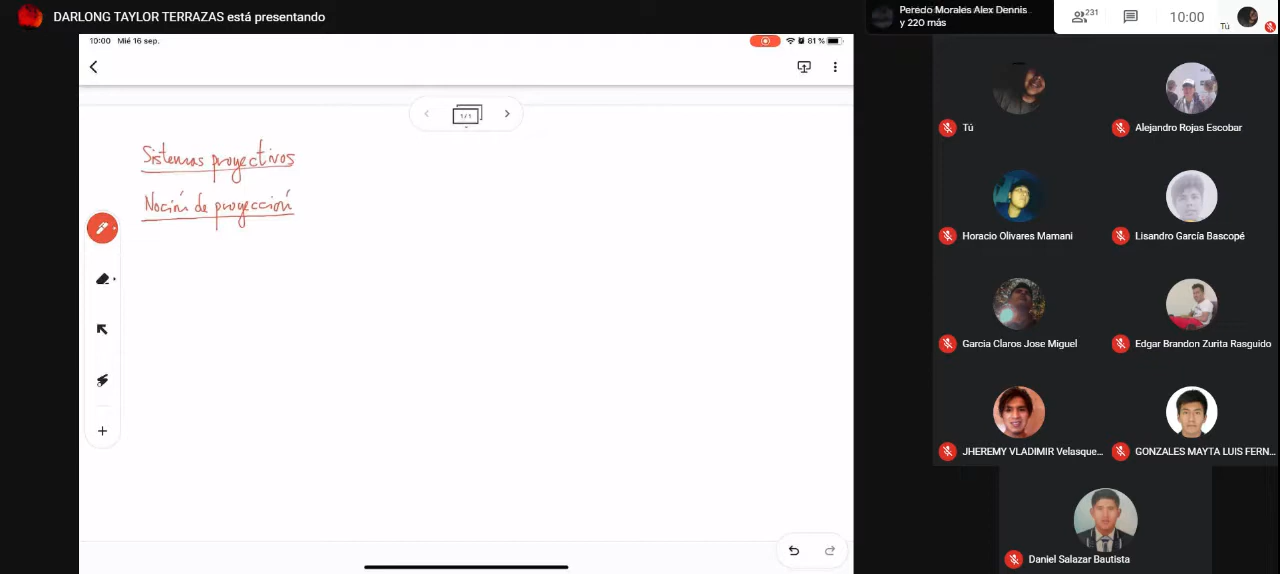 DARLONG TAYLOR TERRAZAS está presentando
Peredo Morales Alex Dennis
y 220 más
231
10:00
Tú
10:00 Mié 16 sep.
81 %
1 / 1
Sistemas proyectivos
Noción de proyección
Tú
Alejandro Rojas Escobar
Horacio Olivares Mamani
Lisandro García Bascopé
Garcia Claros Jose Miguel
Edgar Brandon Zurita Rasguido
JHEREMY VLADIMIR Velasque...
GONZALES MAYTA LUIS FERN...
Daniel Salazar Bautista